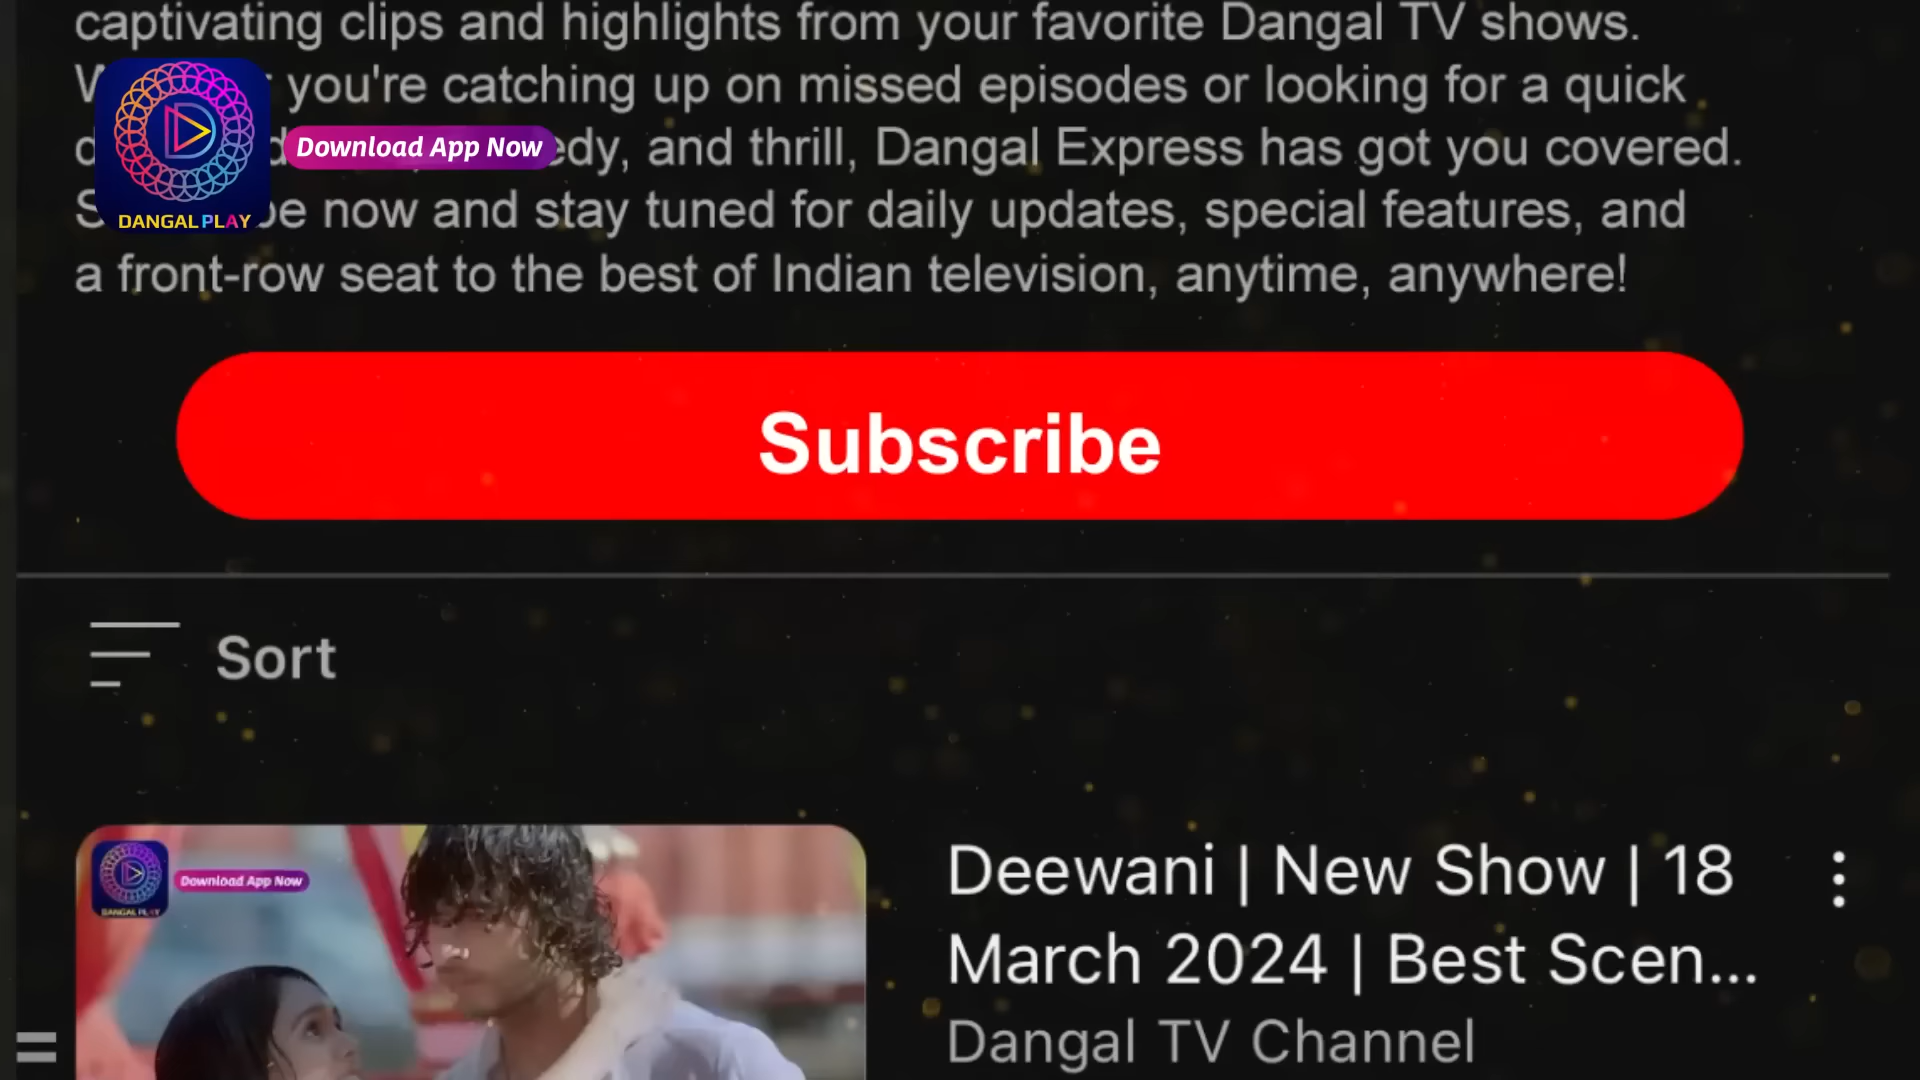 captivating clips and highlights from your favorite Dangal TV shows.
you're catching up on missed episodes or looking for a quick
Download App Now
edy, and thrill, Dangal Express has got you covered.
DANGAL PLAY
be now and stay tuned for daily updates, special features, and
a front-row seat to the best of Indian television, anytime, anywhere!
Subscribe
Sort
Download App Now
DANGAL PLAY
Deewani | New Show | 18
March 2024 | Best Scen...
Dangal TV Channel